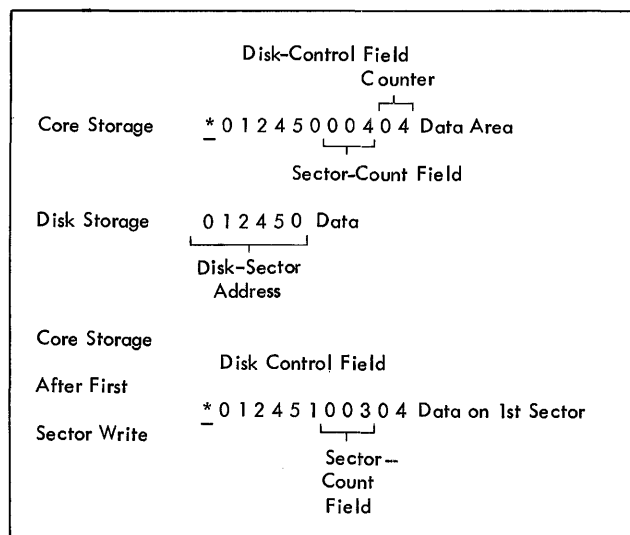 Disk-Control Field
Counter
Core Storage * 0 1 2 4 5 0 0 0 4 0 4 Data Area
Sector-Count Field
Disk Storage 0 1 2 4 5 0 Data
Disk-Sector
Address
Core Storage
Disk Control Field
After First
* 0 1 2 4 5 1 0 0 3 0 4 Data on 1st Sector
Sector Write
Sector-
Count
Field